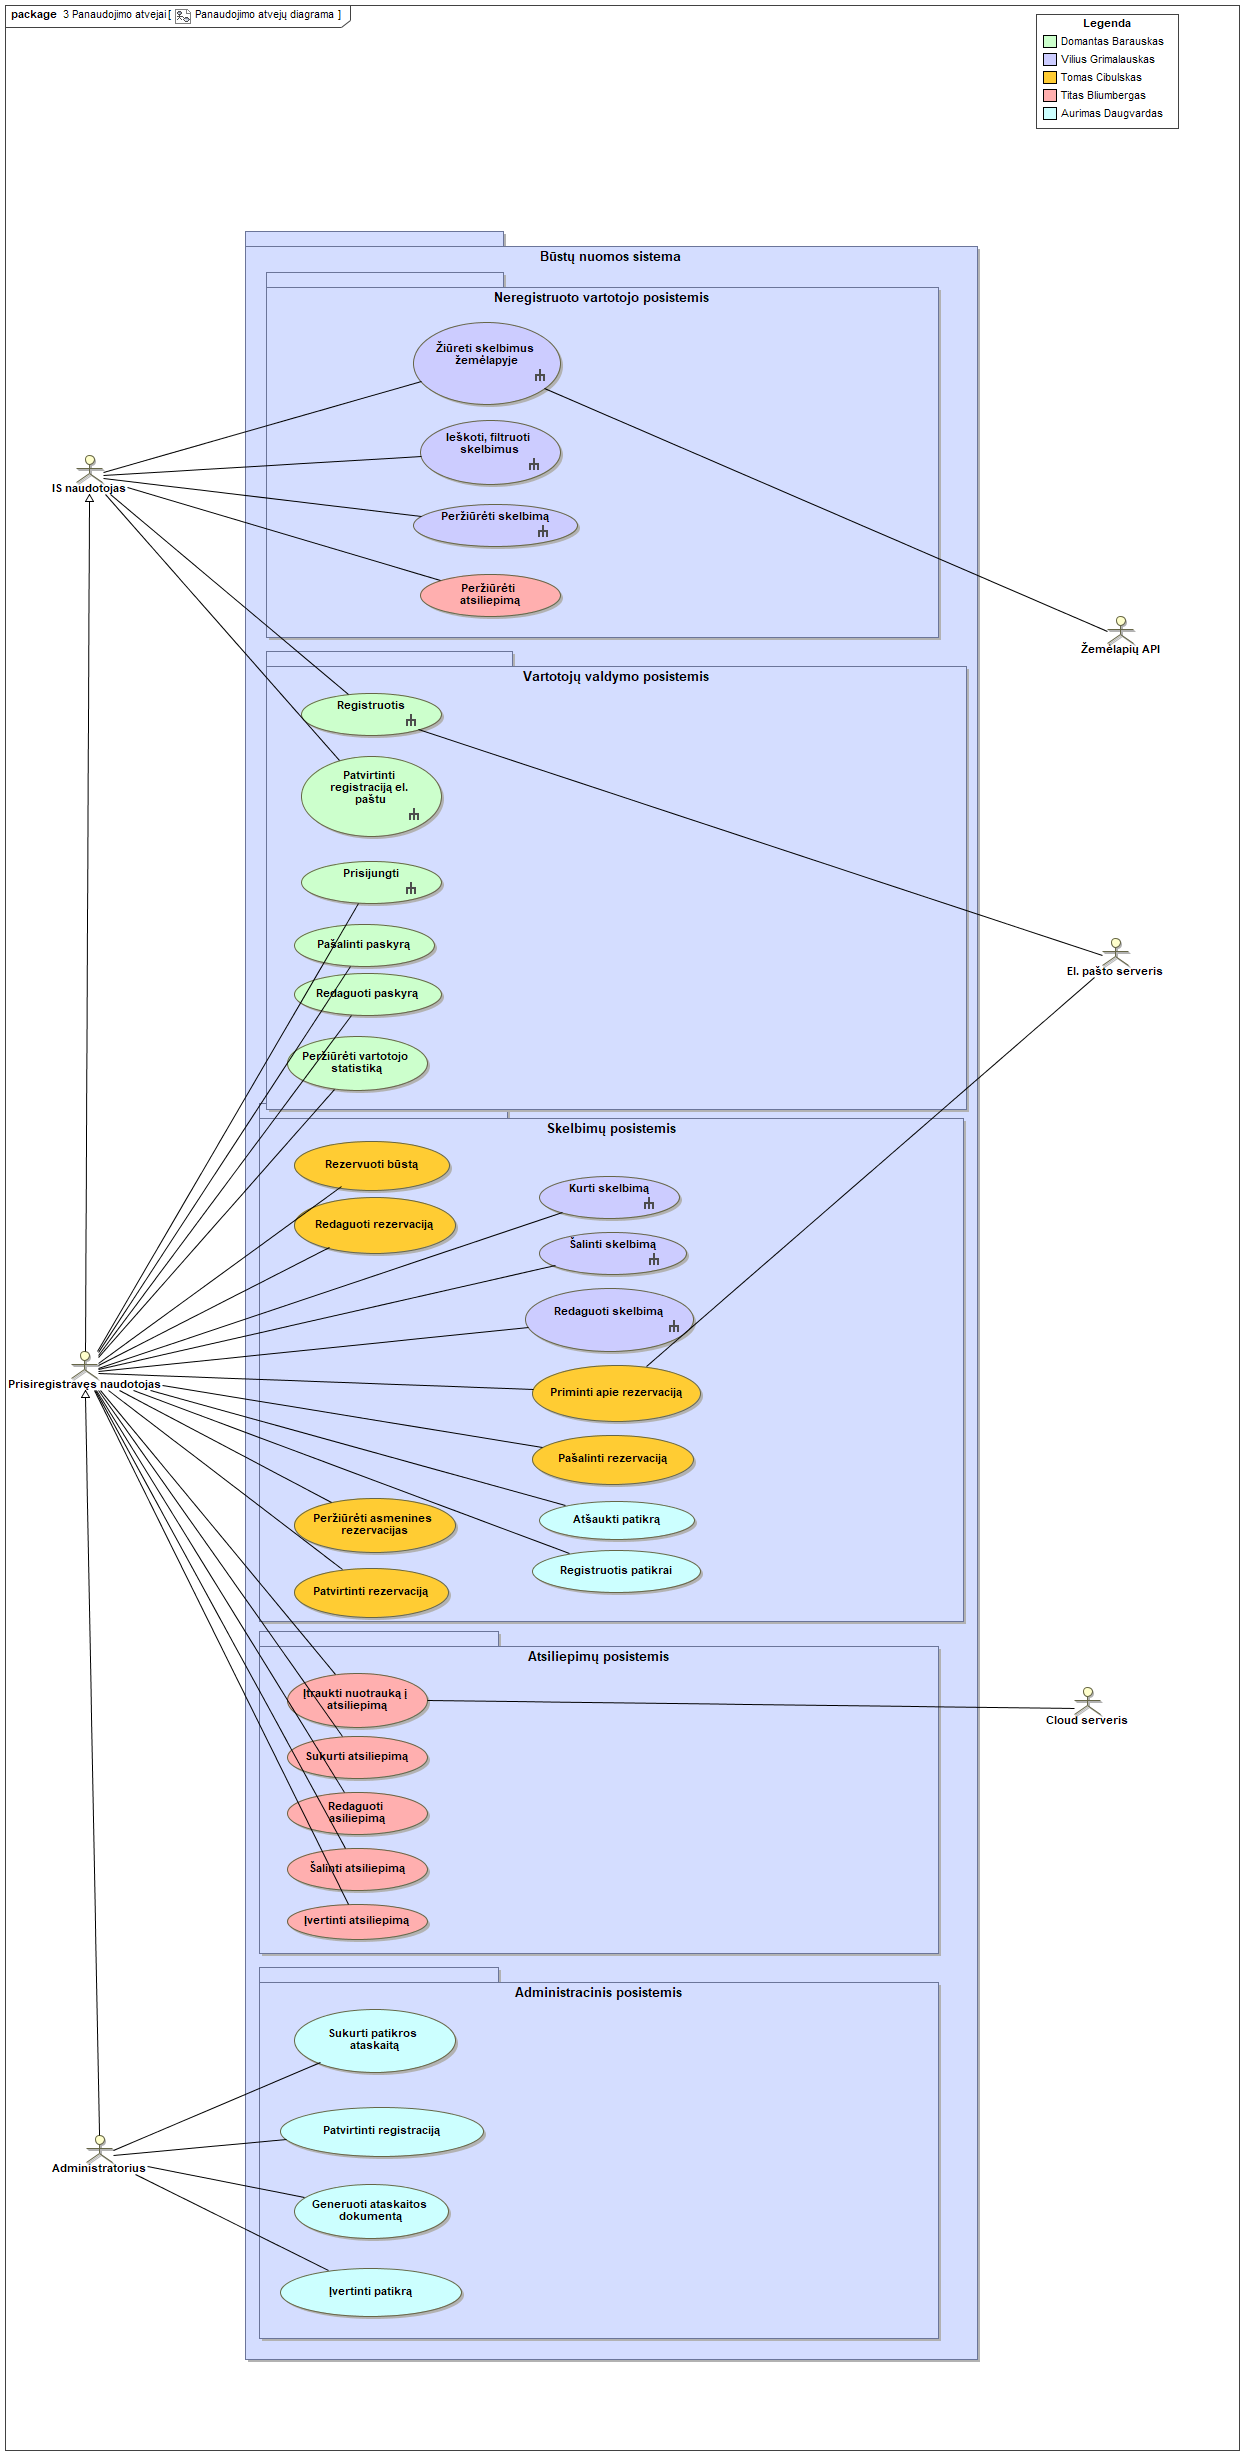 package 3 Panaudojimo atvejai [ Panaudojimo atvejų diagrama ]
Legenda
Domantas Barauskas
Vilius Grimalauskas
Tomas Cibulskas
Titas Bliumbergas
Aurimas Daugvardas
Būstų nuomos sistema
Neregistruoto vartotojo posistemis
Žiūreti skelbimus
žemėlapyje
Ieškoti, filtruoti
skelbimus
IS naudotojas
Peržiūrėti skelbimą
Peržiūrėti
atsiliepimą
Žemėlapių API
Vartotojų valdymo posistemis
Registruotis
Patvirtinti
registraciją el.
paštu
Prisijungti
Pašalinti paskyrą
El. pašto serveris
Redaguoti paskyrą
Peržiūrėti vartotojo
statistiką
Skelbimų posistemis
Rezervuoti būstą
Kurti skelbimą
Redaguoti rezervaciją
Šalinti skelbimą
Redaguoti skelbimą
Prisiregistravęs naudotojas
Priminti apie rezervaciją
Pašalinti rezervaciją
Peržiūrėti asmenines
rezervacijas
Atšaukti patikrą
Registruotis patikrai
Patvirtinti rezervaciją
Atsiliepimų posistemis
Įtraukti nuotrauką į
atsiliepimą
Cloud serveris
Sukurti atsiliepimą
Redaguoti
asiliepimą
Šalinti atsiliepimą
Įvertinti atsiliepimą
Administracinis posistemis
Sukurti patikros
ataskaitą
Patvirtinti registraciją
Administratorius
Generuoti ataskaitos
dokumentą
Įvertinti patikrą